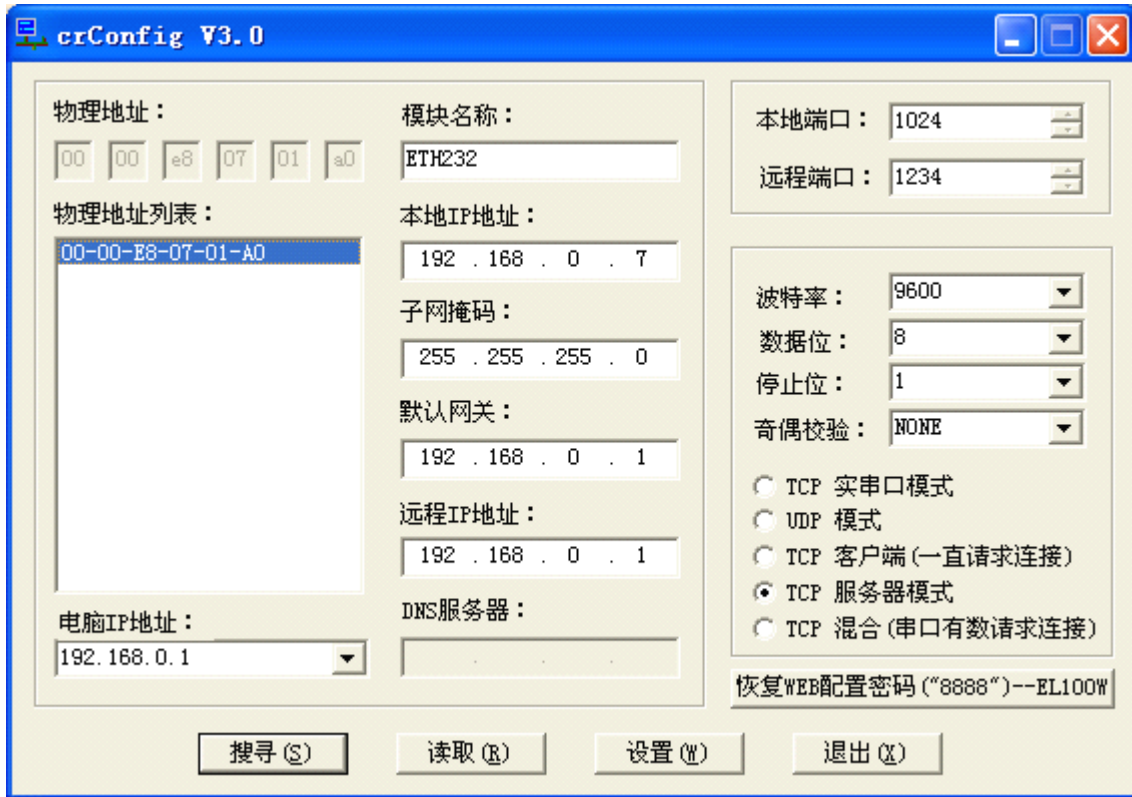 crConfig V3.0
物理地址：
00 00 e8 07 01 a0
物理地址列表：
00-00-E8-07-01-A0
电脑IP地址：
192.168.0.1
模块名称：
ETH232
本地IP地址：
192 . 168 . 0 . 7
子网掩码：
255 . 255 . 255 . 0
默认网关：
192 . 168 . 0 . 1
远程IP地址：
192 . 168 . 0 . 1
DNS服务器：
. . .
本地端口： 1024
远程端口： 1234
波特率： 9600
数据位： 8
停止位： 1
奇偶校验： NONE
TCP 实串口模式
UDP 模式
TCP 客户端(一直请求连接)
TCP 服务器模式
TCP 混合(串口有数请求连接)
恢复WEB配置密码("8888")--EL100W
搜寻(S) 读取(R) 设置(W) 退出(X)